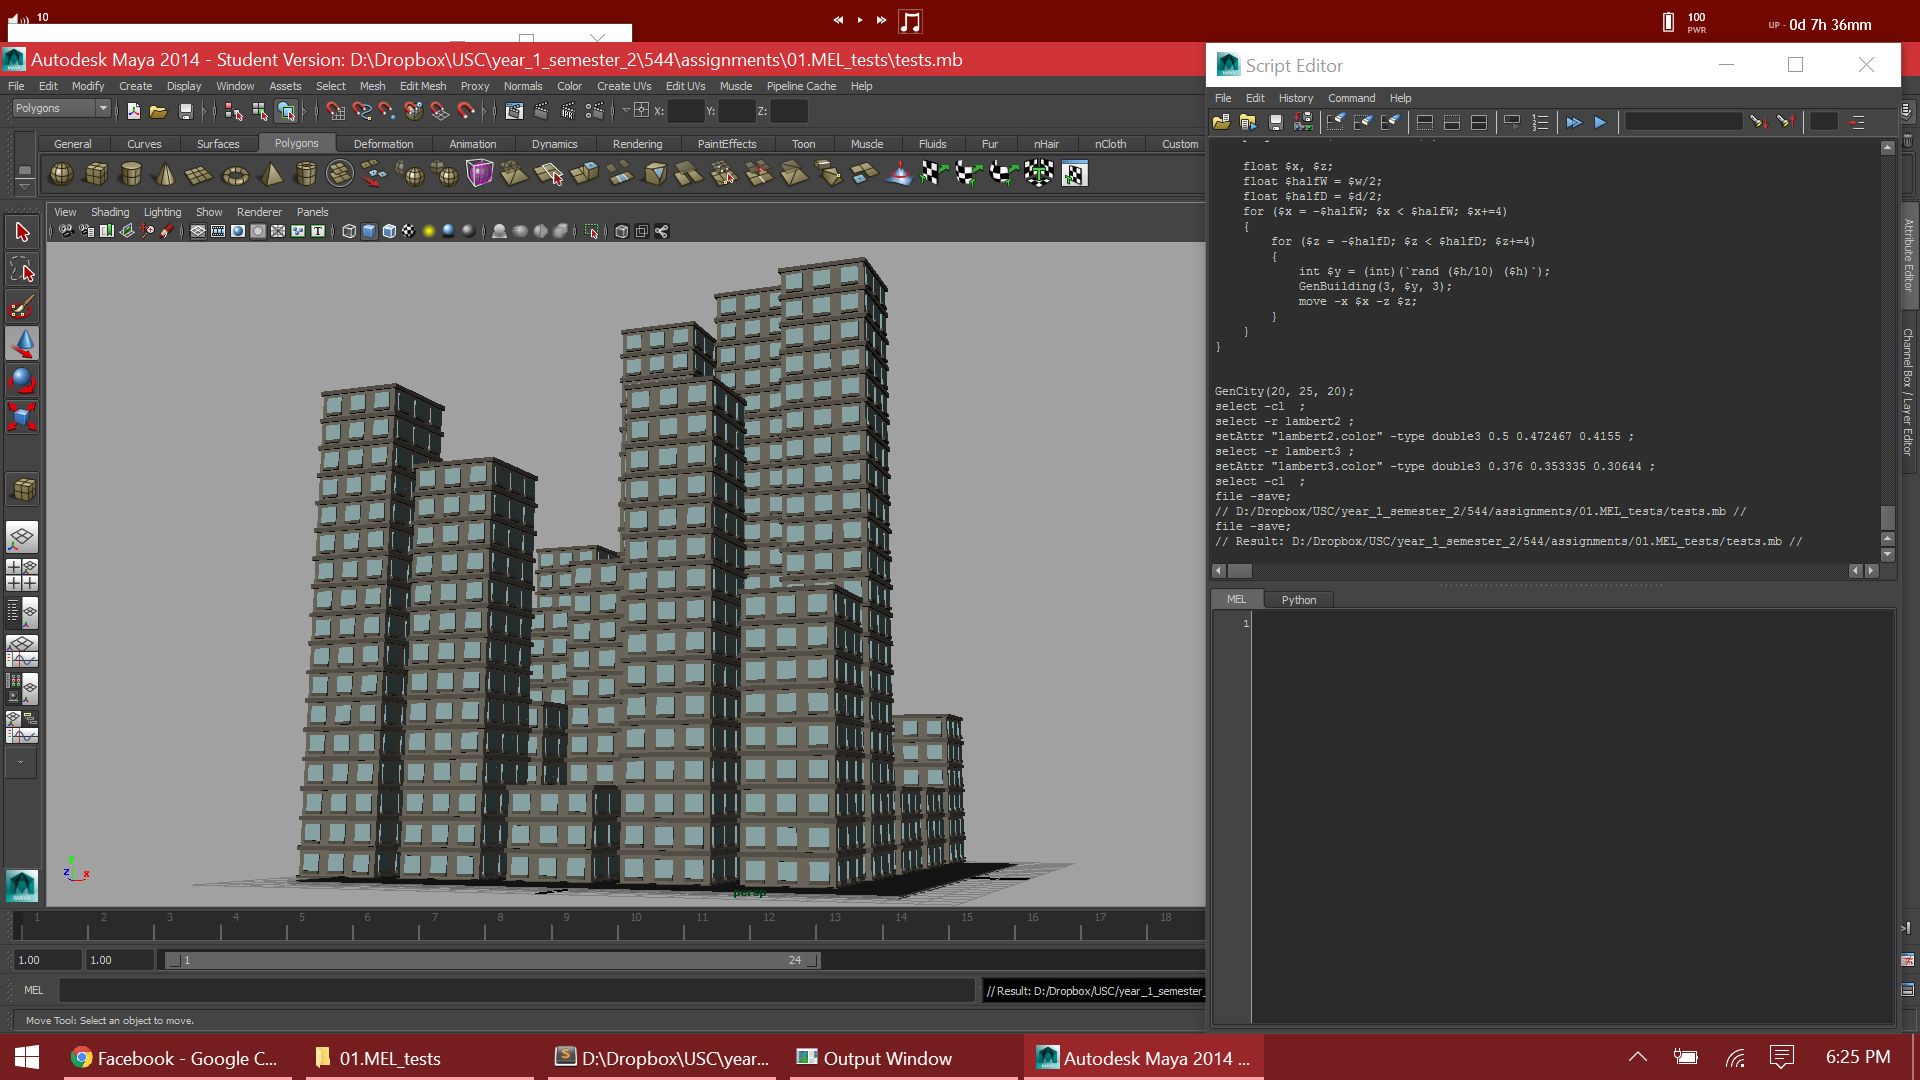 10
100
PWR
UP - 0d 7h 36mm
Autodesk Maya 2014 - Student Version: D:\Dropbox\USC\year_1_semester_2\544\assignments\01.MEL_tests\tests.mb
File Edit Modify Create Display Window Assets Select Mesh Edit Mesh Proxy Normals Color Create UVs Edit UVs Muscle Pipeline Cache Help
Polygons
X: Y: Z:
General Curves Surfaces Polygons Deformation Animation Dynamics Rendering PaintEffects Toon Muscle Fluids Fur nHair nCloth Custom
View Shading Lighting Show Renderer Panels
persp
y
z x
1 2 3 4 5 6 7 8 9 10 11 12 13 14 15 16 17 18
1.00 1.00 1 24
MEL // Result: D:/Dropbox/USC/year_1_semester_
Move Tool: Select an object to move.
Script Editor
File Edit History Command Help
float $x, $z;
float $halfW = $w/2;
float $halfD = $d/2;
for ($x = -$halfW; $x < $halfW; $x+=4)
{
for ($z = -$halfD; $z < $halfD; $z+=4)
{
int $y = (int)(`rand ($h/10) ($h)`);
GenBuilding(3, $y, 3);
move -x $x -z $z;
}
}
}
GenCity(20, 25, 20);
select -cl  ;
select -r lambert2 ;
setAttr "lambert2.color" -type double3 0.5 0.472467 0.4155 ;
select -r lambert3 ;
setAttr "lambert3.color" -type double3 0.376 0.353335 0.30644 ;
select -cl  ;
file -save;
// D:/Dropbox/USC/year_1_semester_2/544/assignments/01.MEL_tests/tests.mb //
file -save;
// Result: D:/Dropbox/USC/year_1_semester_2/544/assignments/01.MEL_tests/tests.mb //
MEL Python
1
Attribute Editor
Channel Box / Layer Editor
Facebook - Google C...
01.MEL_tests
D:\Dropbox\USC\year...
Output Window
Autodesk Maya 2014 ...
6:25 PM